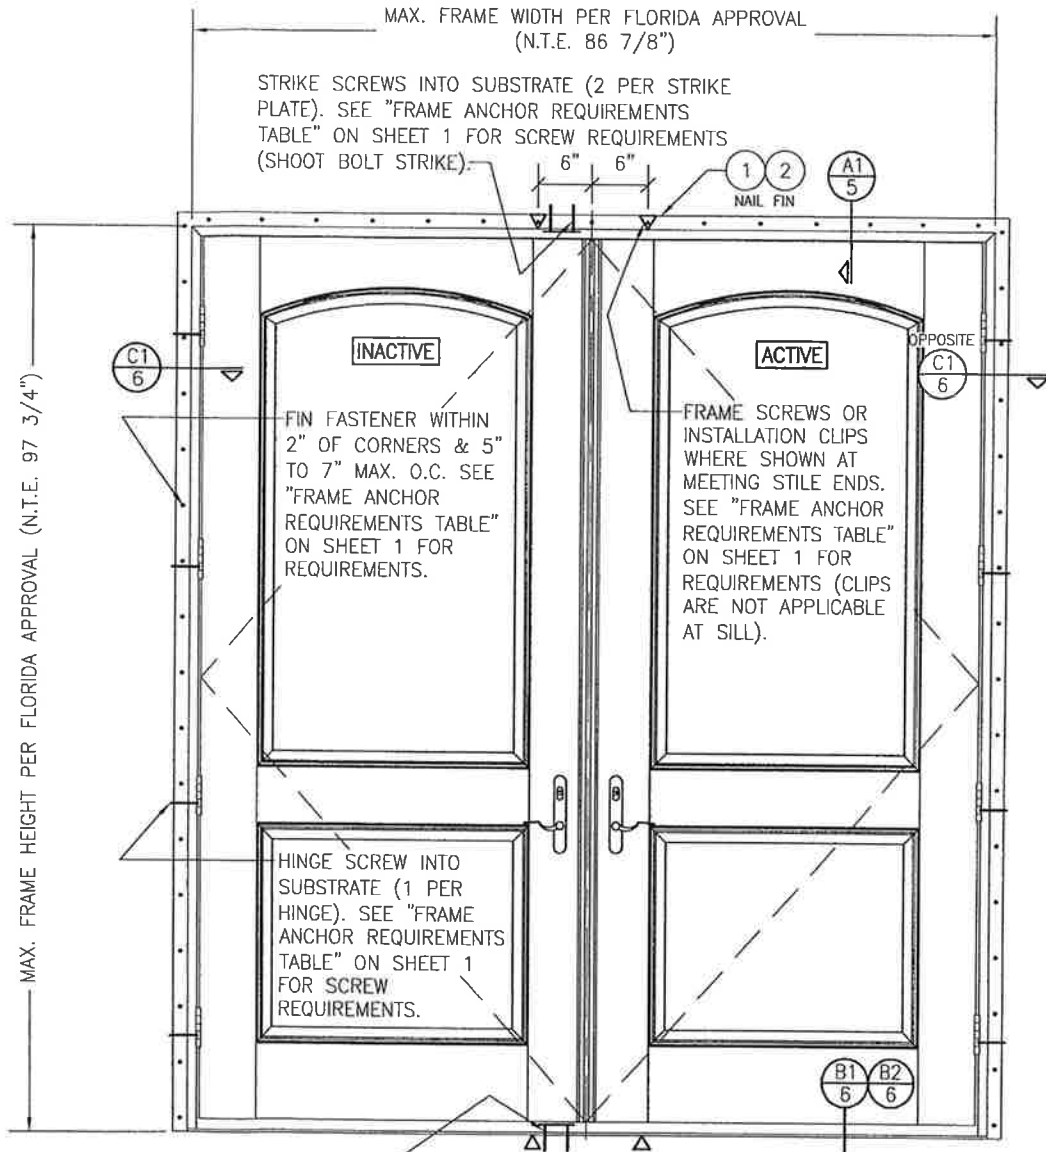 MAX. FRAME WIDTH PER FLORIDA APPROVAL
(N.T.E. 86 7/8")
STRIKE SCREWS INTO SUBSTRATE (2 PER STRIKE
PLATE). SEE "FRAME ANCHOR REQUIREMENTS
TABLE" ON SHEET 1 FOR SCREW REQUIREMENTS
(SHOOT BOLT STRIKE).
6" 6"
1 2
NAIL FIN
A1
5
MAX. FRAME HEIGHT PER FLORIDA APPROVAL (N.T.E. 97 3/4")
C1
6
INACTIVE
ACTIVE
OPPOSITE
C1
6
FIN FASTENER WITHIN
2" OF CORNERS & 5"
TO 7" MAX. O.C. SEE
"FRAME ANCHOR
REQUIREMENTS TABLE"
ON SHEET 1 FOR
REQUIREMENTS.
FRAME SCREWS OR
INSTALLATION CLIPS
WHERE SHOWN AT
MEETING STILE ENDS.
SEE "FRAME ANCHOR
REQUIREMENTS TABLE"
ON SHEET 1 FOR
REQUIREMENTS (CLIPS
ARE NOT APPLICABLE
AT SILL).
HINGE SCREW INTO
SUBSTRATE (1 PER
HINGE). SEE "FRAME
ANCHOR REQUIREMENTS
TABLE" ON SHEET 1
FOR SCREW
REQUIREMENTS.
B1 B2
6 6